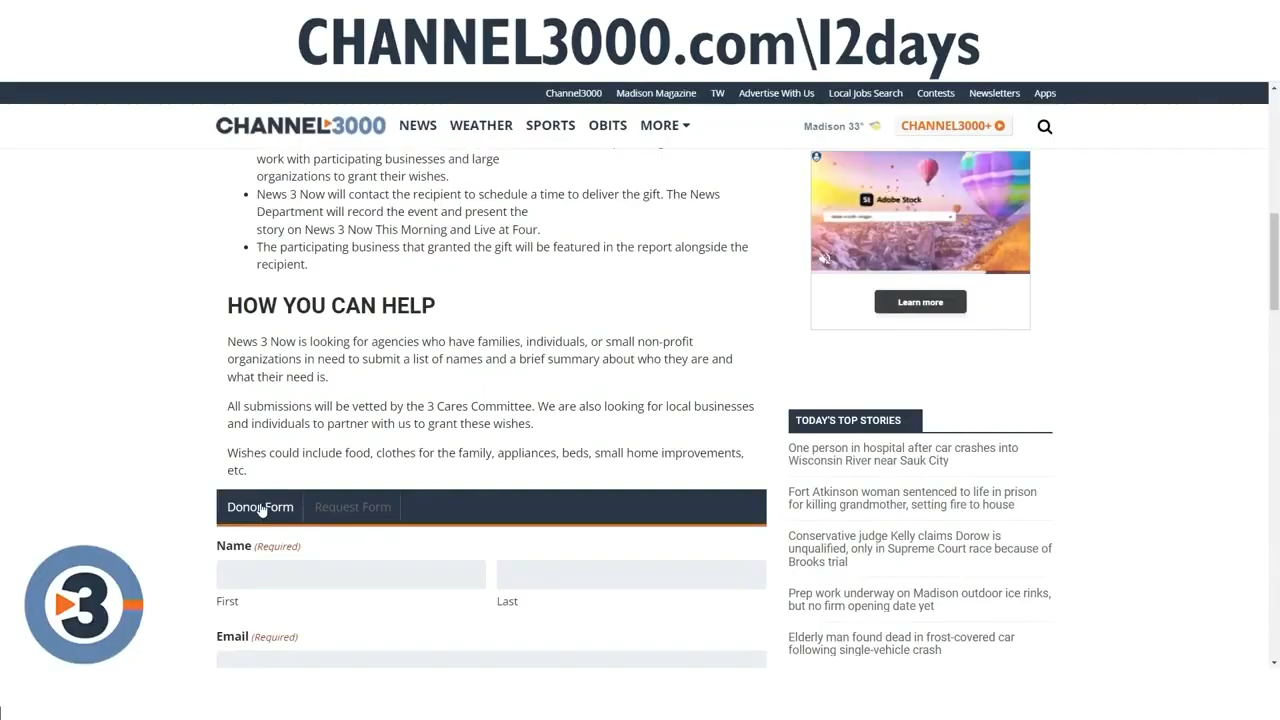 CHANNEL3000.com\12days
Channel3000 Madison Magazine TW Advertise With Us Local Jobs Search Contests Newsletters Apps
CHANNEL3000 NEWS WEATHER SPORTS OBITS MORE Madison 33° CHANNEL3000+
work with participating businesses and large
organizations to grant their wishes.
News 3 Now will contact the recipient to schedule a time to deliver the gift. The News
Department will record the event and present the
story on News 3 Now This Morning and Live at Four.
The participating business that granted the gift will be featured in the report alongside the
recipient.
HOW YOU CAN HELP
News 3 Now is looking for agencies who have families, individuals, or small non-profit
organizations in need to submit a list of names and a brief summary about who they are and
what their need is.
All submissions will be vetted by the 3 Cares Committee. We are also looking for local businesses
and individuals to partner with us to grant these wishes.
Wishes could include food, clothes for the family, appliances, beds, small home improvements,
etc.
Donor Form Request Form
Name (Required)
First Last
Email (Required)
St Adobe Stock
Learn more
TODAY'S TOP STORIES
One person in hospital after car crashes into
Wisconsin River near Sauk City
Fort Atkinson woman sentenced to life in prison
for killing grandmother, setting fire to house
Conservative judge Kelly claims Dorow is
unqualified, only in Supreme Court race because of
Brooks trial
Prep work underway on Madison outdoor ice rinks,
but no firm opening date yet
Elderly man found dead in frost-covered car
following single-vehicle crash
3